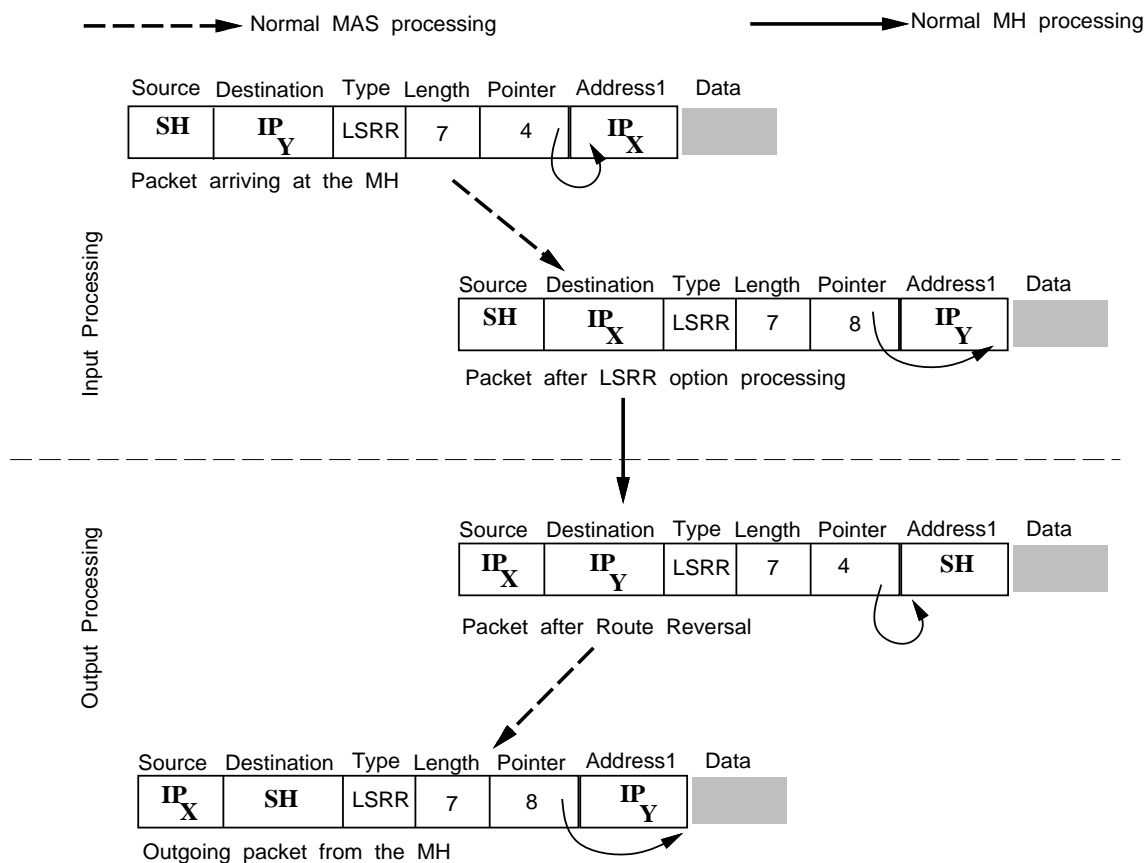 Normal MAS processing
Normal MH processing
Source Destination Type Length Pointer Address1 Data
SH IPY LSRR 7 4 IPX
Packet arriving at the MH
Input Processing
Source Destination Type Length Pointer Address1 Data
SH IPX LSRR 7 8 IPY
Packet after LSRR option processing
Output Processing
Source Destination Type Length Pointer Address1 Data
IPX IPY LSRR 7 4 SH
Packet after Route Reversal
Source Destination Type Length Pointer Address1 Data
IPX SH LSRR 7 8 IPY
Outgoing packet from the MH